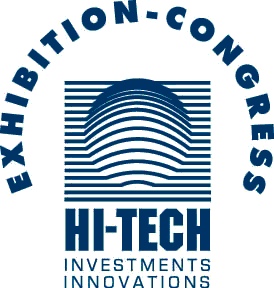 EXHIBITION-CONGRESS
HI-TECH
INVESTMENTS
INNOVATIONS